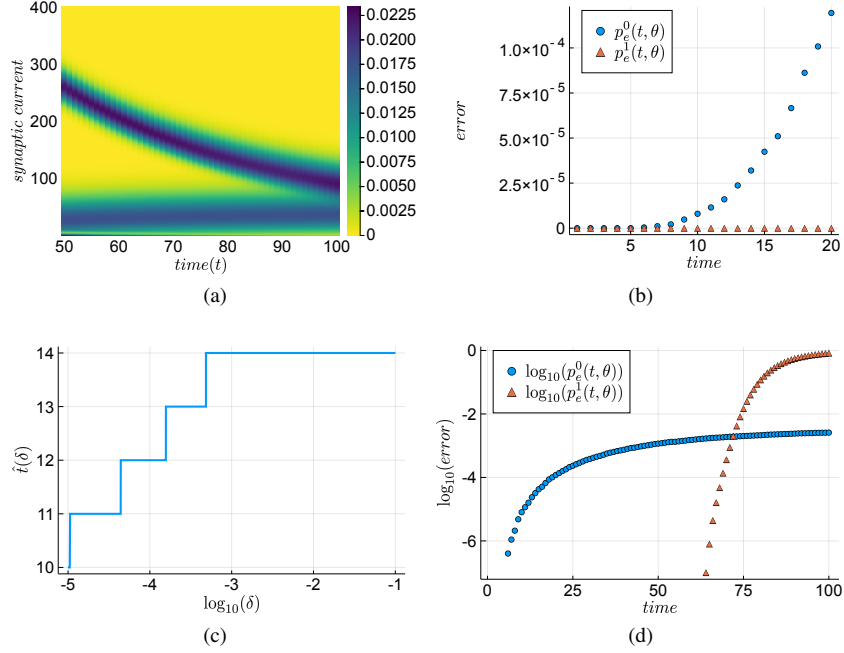 400
300
200
100
synaptic current
50 60 70 80 90 100
time(t)
0.0225
0.0200
0.0175
0.0150
0.0125
0.0100
0.0075
0.0050
0.0025
0
(a)
p_e^0(t, θ)
p_e^1(t, θ)
1.0×10⁻⁴
7.5×10⁻⁵
5.0×10⁻⁵
2.5×10⁻⁵
0
error
5 10 15 20
time
(b)
14
13
12
11
10
t̂(δ)
-5 -4 -3 -2 -1
log₁₀(δ)
(c)
log₁₀(p_e^0(t, θ))
log₁₀(p_e^1(t, θ))
0
-2
-4
-6
log₁₀(error)
0 25 50 75 100
time
(d)